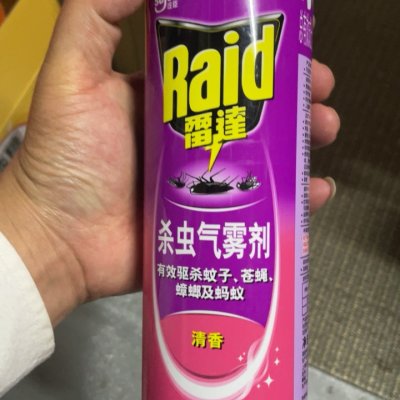 Raid
雷達
杀虫气雾剂
有效驱杀蚊子、苍蝇、
蟑螂及蚂蚁
清香